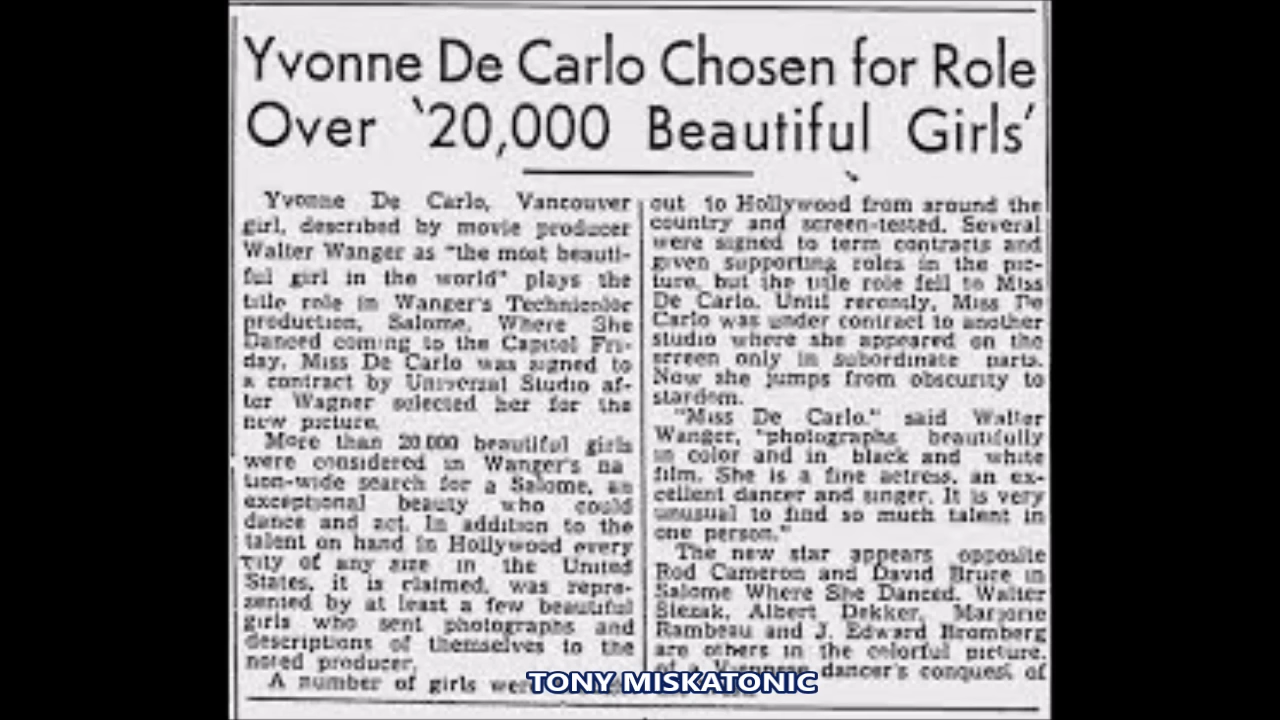 Yvonne De Carlo Chosen for Role
Over '20,000 Beautiful Girls'
Yvonne De Carlo, Vancouver
girl, described by movie producer
Walter Wanger as "the most beauti-
ful girl in the world" plays the
title role in Wanger's Technicolor
production, Salome, Where She
Danced coming to the Capitol Fri-
day. Miss De Carlo was signed to
a contract by Universal Studio af-
ter Wagner selected her for the
new picture.
More than 20,000 beautiful girls
were considered in Wanger's na
tion-wide search for a Salome, an
exceptional beauty who could
dance and act. In addition to the
talent on hand in Hollywood every
city of any size in the United
States, it is claimed, was repre-
sented by at least a few beautiful
girls who sent photographs and
descriptions of themselves to the
noted producer.
A number of girls were
out to Hollywood from around the
country and screen-tested. Several
were signed to term contracts and
given supporting roles in the pic-
ture, but the title role fell to Miss
De Carlo. Until recently, Miss De
Carlo was under contract to another
studio where she appeared on the
screen only in subordinate parts.
Now she jumps from obscurity to
stardom.
"Miss De Carlo," said Walter
Wanger, "photographs beautifully
in color and in black and white
film. She is a fine actress, an ex-
cellent dancer and singer. It is very
unusual to find so much talent in
one person."
The new star appears opposite
Rod Cameron and David Bruce in
Salome Where She Danced. Walter
Slezak, Albert Dekker, Marjorie
Rambeau and J. Edward Bromberg
are others in the colorful picture,
of a Viennese dancer's conquest of
TONY MISKATONIC